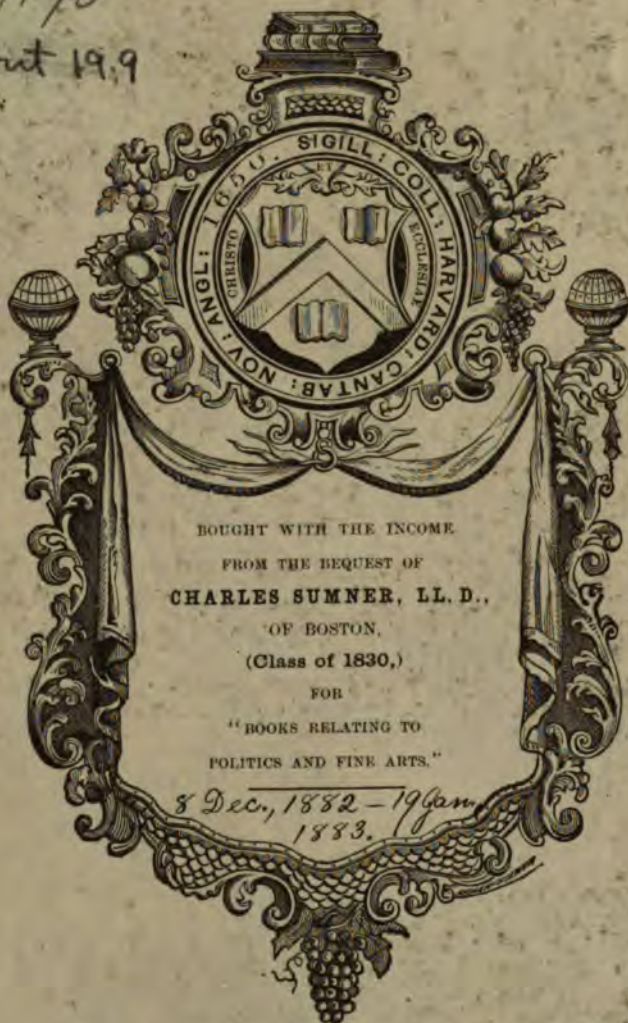 19.9
SIGILL: COLL: HARVARD: CANTAB: NOV: ANGL: 1650.
ET
CHRISTO
ECCLESIAE
BOUGHT WITH THE INCOME
FROM THE BEQUEST OF
CHARLES SUMNER, LL. D.,
OF BOSTON,
(Class of 1830,)
FOR
"BOOKS RELATING TO
POLITICS AND FINE ARTS."
8 Dec., 1882 - 19 Jan.,
1883.